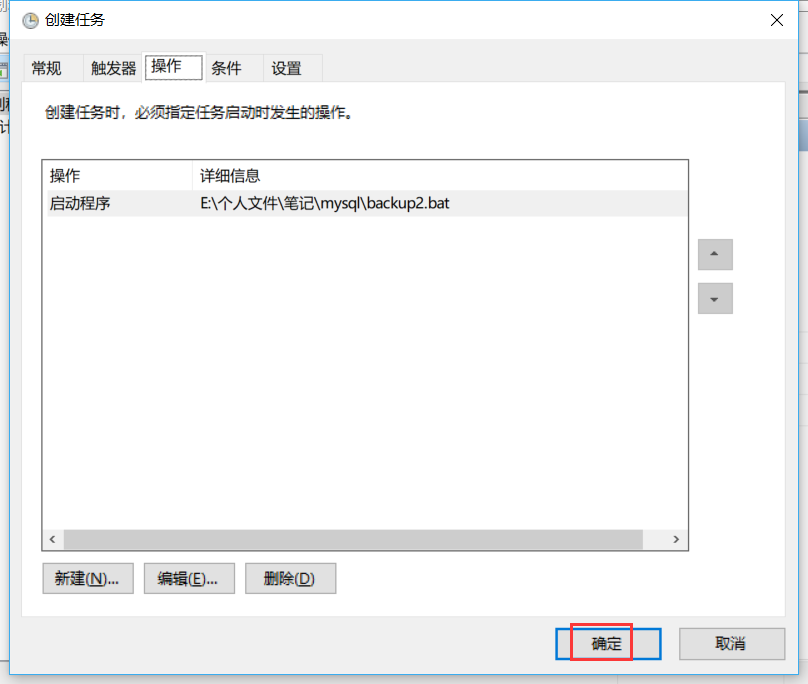 创建任务
常规 触发器 操作 条件 设置
创建任务时，必须指定任务启动时发生的操作。
操作 详细信息
启动程序 E:\个人文件\笔记\mysql\backup2.bat
新建(N)... 编辑(E)... 删除(D)
确定 取消